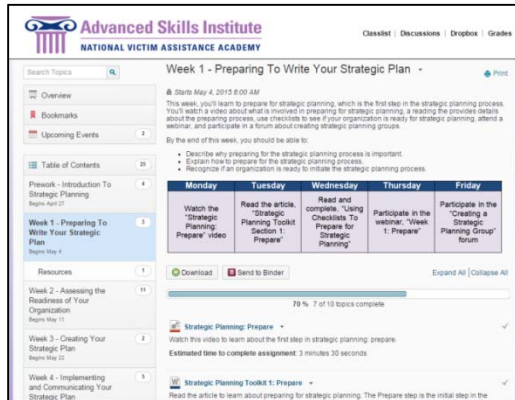 Advanced Skills Institute
NATIONAL VICTIM ASSISTANCE ACADEMY
Classlist | Discussions | Dropbox | Grades
Search Topics
Overview
Bookmarks
Upcoming Events 2
Table of Contents 25
Prework - Introduction To 4
Strategic Planning
Begins April 27
Week 1 - Preparing To 3
Write Your Strategic
Plan
Begins May 4
Resources 1
Week 2 - Assessing the 11
Readiness of Your
Organization
Begins May 11
Week 3 - Creating Your 2
Strategic Plan
Begins May 22
Week 4 - Implementing 5
and Communicating Your
Strategic Plan
Week 1 - Preparing To Write Your Strategic Plan
Print
Starts May 4, 2015 8:00 AM
This week, you'll learn to prepare for strategic planning, which is the first step in the strategic planning process.
You'll watch a video about what is involved in preparing for strategic planning, a reading the provides details
about the preparing process, use checklists to see if your organization is ready for strategic planning, attend a
webinar, and participate in a forum about creating strategic planning groups.
By the end of this week, you should be able to:
• Describe why preparing for the strategic planning process is important.
• Explain how to prepare for the strategic planning process.
• Recognize if an organization is ready to initiate the strategic planning process.
Monday Tuesday Wednesday Thursday Friday
Watch the
"Strategic
Planning:
Prepare" video
Read the article,
"Strategic
Planning Toolkit
Section 1:
Prepare"
Read and
complete, "Using
Checklists To
Prepare for
Strategic
Planning"
Participate in the
webinar, "Week
1: Prepare"
Participate in the
"Creating a
Strategic
Planning Group"
forum
Download
Send to Binder
Expand All | Collapse All
70 % 7 of 10 topics complete
Strategic Planning: Prepare
Watch this video to learn about the first step in strategic planning: prepare.
Estimated time to complete assignment: 3 minutes 30 seconds
Strategic Planning Toolkit 1: Prepare
Read the article to learn about preparing for strategic planning. The Prepare step is the initial step in the